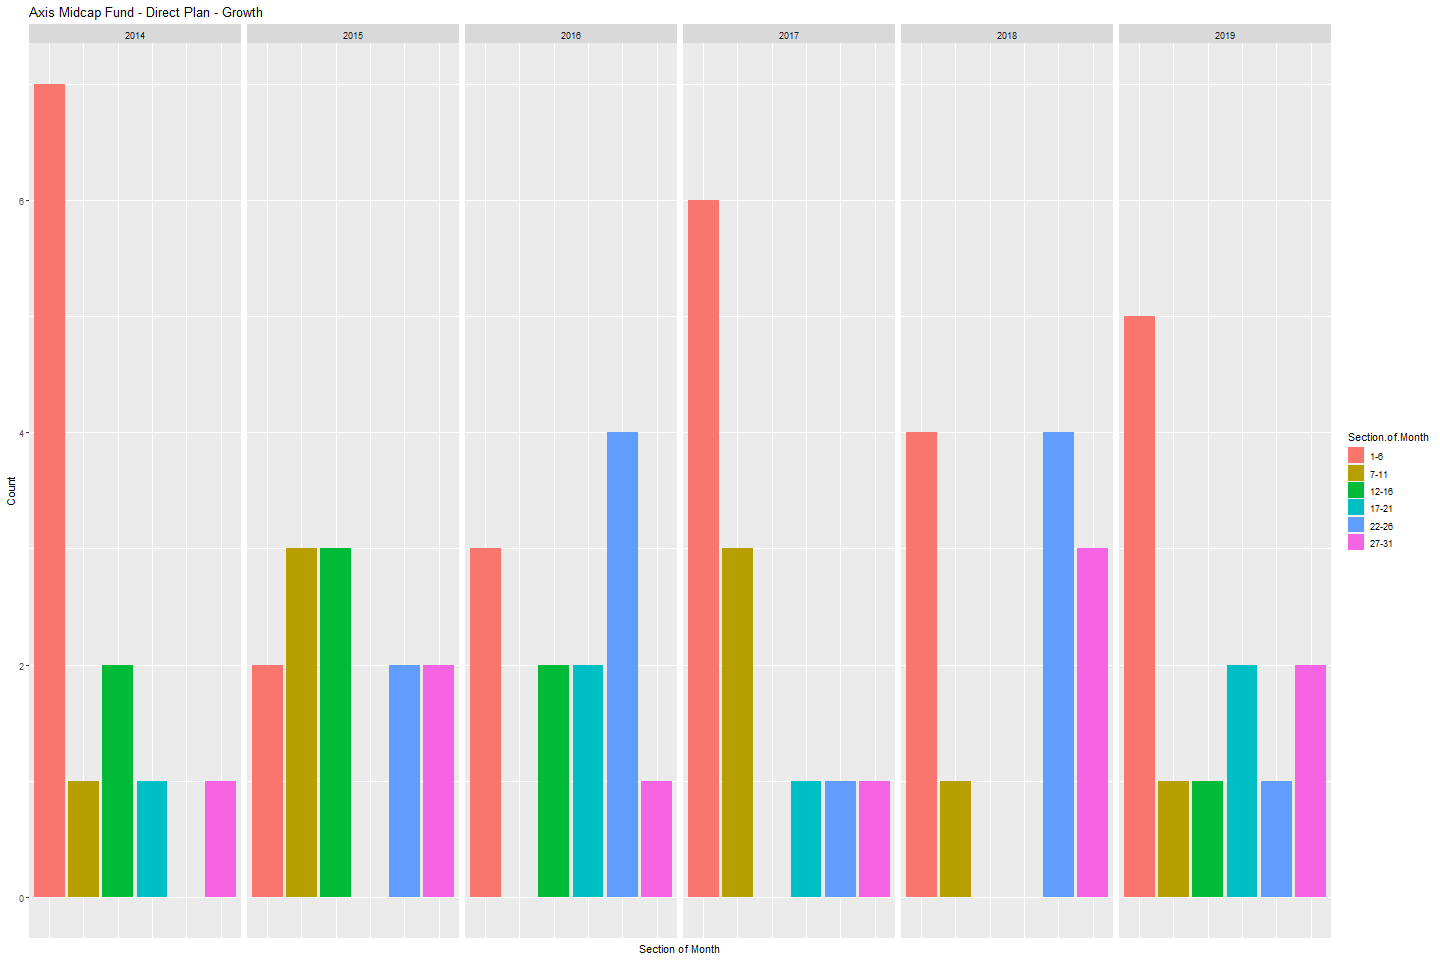 Axis Midcap Fund - Direct Plan - Growth
2014 2015 2016 2017 2018 2019
6
4
2
0
Count
Section of Month
Section.of.Month
1-6
7-11
12-16
17-21
22-26
27-31